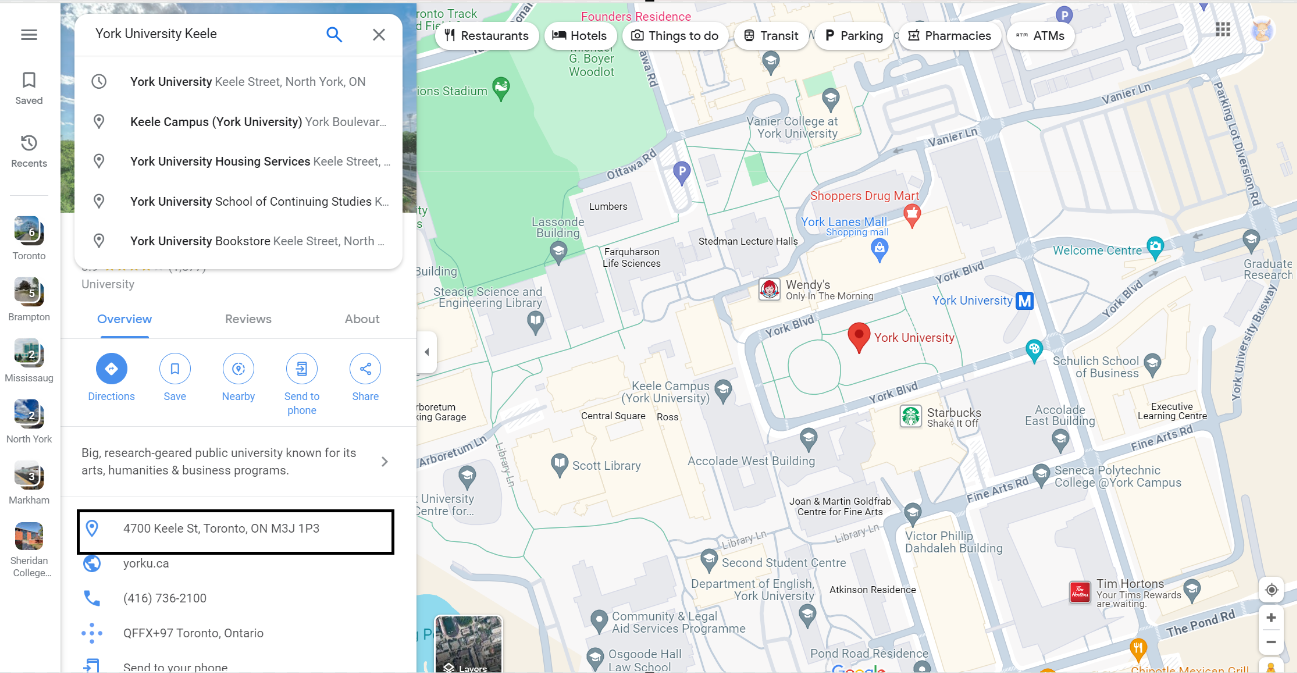 York University Keele
York University Keele Street, North York, ON
Keele Campus (York University) York Boulevar...
York University Housing Services Keele Street, ...
York University School of Continuing Studies K...
York University Bookstore Keele Street, North ...
Saved
Recents
6
Toronto
5
Brampton
2
Mississaug
2
North York
3
Markham
Sheridan
College...
University
Overview
Reviews
About
Directions
Save
Nearby
Send to
phone
Share
Big, research-geared public university known for its
arts, humanities & business programs.
4700 Keele St, Toronto, ON M3J 1P3
yorku.ca
(416) 736-2100
QFFX+97 Toronto, Ontario
Send to your phone
Restaurants
Hotels
Things to do
Transit
Parking
Pharmacies
ATMs
Founders Residence
ronto Track
G. Boyer
Woodlot
ions Stadium
Ottawa Rd
Vanier College at
York University
Vanier Ln
Vanier Ln
Parking Lot Diversion Rd
P
P
Lumbers
Lassonde
Building
Farquharson
Life Sciences
Stedman Lecture Halls
Shoppers Drug Mart
York Lanes Mall
Shopping mall
Welcome Centre
Graduate
Research
Building
Steacie Science and
Engineering Library
Wendy's
Only In The Morning
York Blvd
York University
M
York Blvd
York University Busway
York Blvd
York University
Schulich School
of Business
York Blvd
Keele Campus
(York University)
Central Square
Ross
Starbucks
Shake It Off
Accolade
East Building
Executive
Learning Centre
Fine Arts Rd
rboretum
king Garage
Arboretum Ln
Library Ln
Library Ln
Scott Library
Accolade West Building
Seneca Polytechnic
College @York Campus
Fine Arts Rd
k University
Centre for...
Joan & Martin Goldfrab
Centre for Fine Arts
Victor Phillip
Dahdaleh Building
Second Student Centre
Department of English,
York University
Atkinson Residence
Tim Hortons
Your Tims Rewards
are waiting.
Community & Legal
Aid Services Programme
The Pond Rd
Osgoode Hall
Law School
Pond Road Residence
Layers
Google
Chipotle Mexican Grill